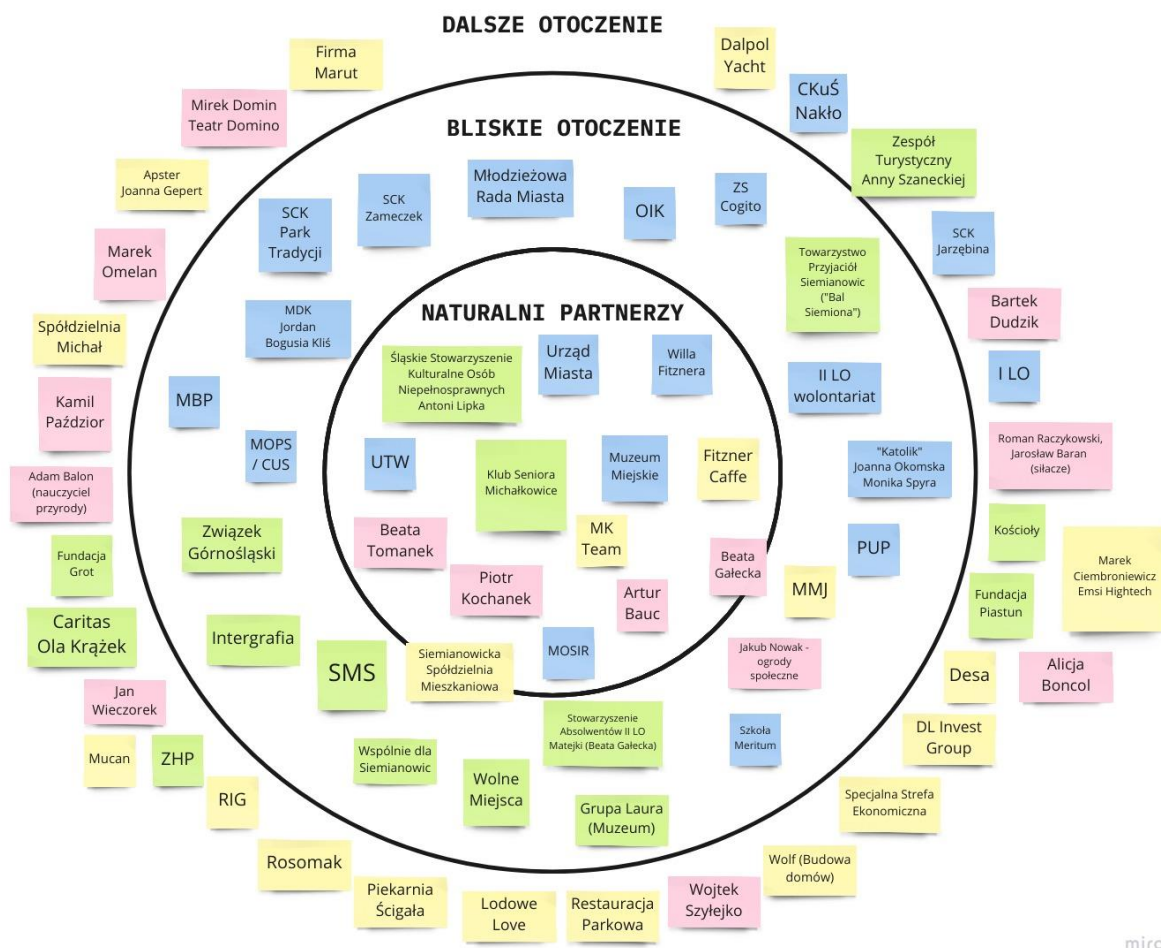 DALSZE OTOCZENIE
Firma
Marut
Dalpol
Yacht
Mirek Domin
Teatr Domino
CKuŚ
Nakło
BLISKIE OTOCZENIE
Zespół
Turystyczny
Anny Szaneckiej
Apster
Joanna Gepert
SCK
Park
Tradycji
SCK
Zameczek
Młodzieżowa
Rada Miasta
OIK
ZS
Cogito
SCK
Jarzębina
Marek
Omelan
Towarzystwo
Przyjaciół
Siemianowic
("Bal
Siemiona")
Bartek
Dudzik
Spółdzielnia
Michał
MDK
Jordan
Bogusia Kliś
NATURALNI PARTNERZY
Śląskie Stowarzyszenie
Kulturalne Osób
Niepełnosprawnych
Antoni Lipka
Urząd
Miasta
Willa
Fitznera
II LO
wolontariat
I LO
Kamil
Paździor
MBP
MOPS
/ CUS
UTW
Klub Seniora
Michałkowice
Muzeum
Miejskie
Fitzner
Caffe
"Katolik"
Joanna Okomska
Monika Spyra
Roman Raczykowski,
Jarosław Baran
(siłacze)
Adam Balon
(nauczyciel
przyrody)
Związek
Górnośląski
Beata
Tomanek
MK
Team
PUP
Kościoły
Marek
Ciembroniewicz
Emsi Hightech
Fundacja
Grot
Piotr
Kochanek
Artur
Bauc
Beata
Gałecka
MMJ
Fundacja
Piastun
Caritas
Ola Krążek
Intergrafia
SMS
Siemianowicka
Spółdzielnia
Mieszkaniowa
MOSIR
Jakub Nowak -
ogrody
społeczne
Desa
Alicja
Boncol
Jan
Wieczorek
Mucan
ZHP
RIG
Wspólnie dla
Siemianowic
Wolne
Miejsca
Stowarzyszenie
Absolwentów II LO
Matejki (Beata Gałecka)
Szkoła
Meritum
DL Invest
Group
Grupa Laura
(Muzeum)
Specjalna Strefa
Ekonomiczna
Rosomak
Piekarnia
Ścigała
Lodowe
Love
Restauracja
Parkowa
Wojtek
Szyłejko
Wolf (Budowa
domów)
miro